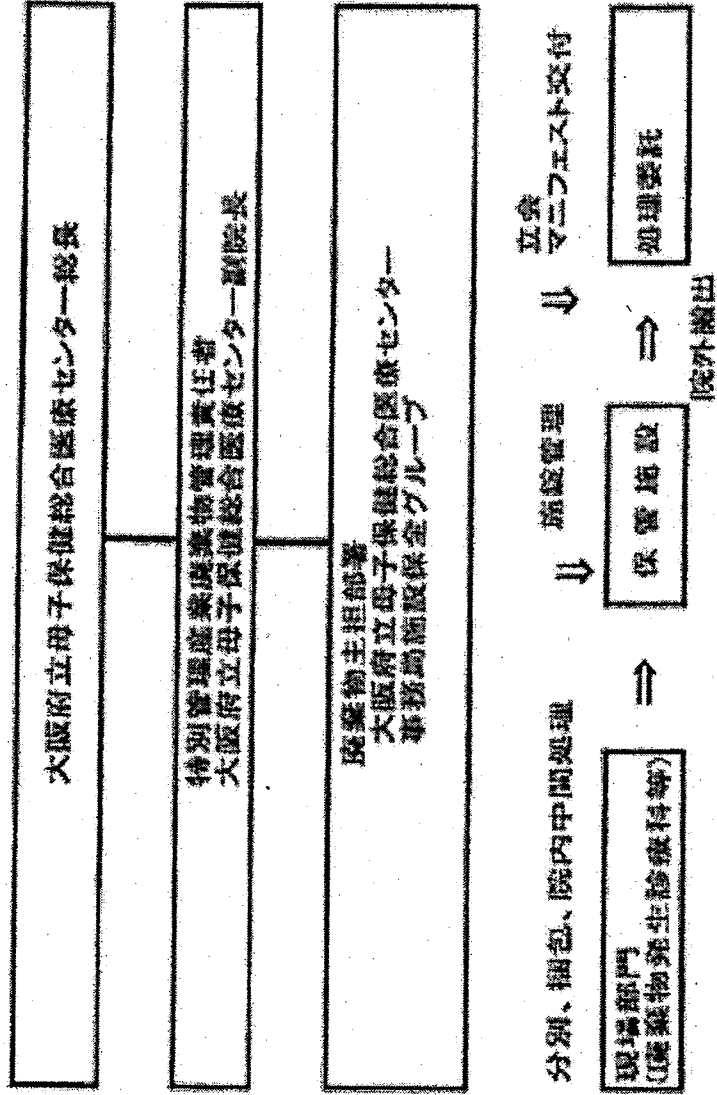 大阪府立母子保健総合医療センター総長
特別管理産業廃棄物管理責任者
大阪府立母子保健総合医療センター副院長
廃棄物主担部署
大阪府立母子保健総合医療センター
事務局施設保全グループ
分別、梱包、院内中間処理
⇓
施錠管理
⇓
立会
マニフェスト交付
現場部門
(廃棄物発生診療科等)
⇒
保管施設
⇒
院外搬出
処理委託